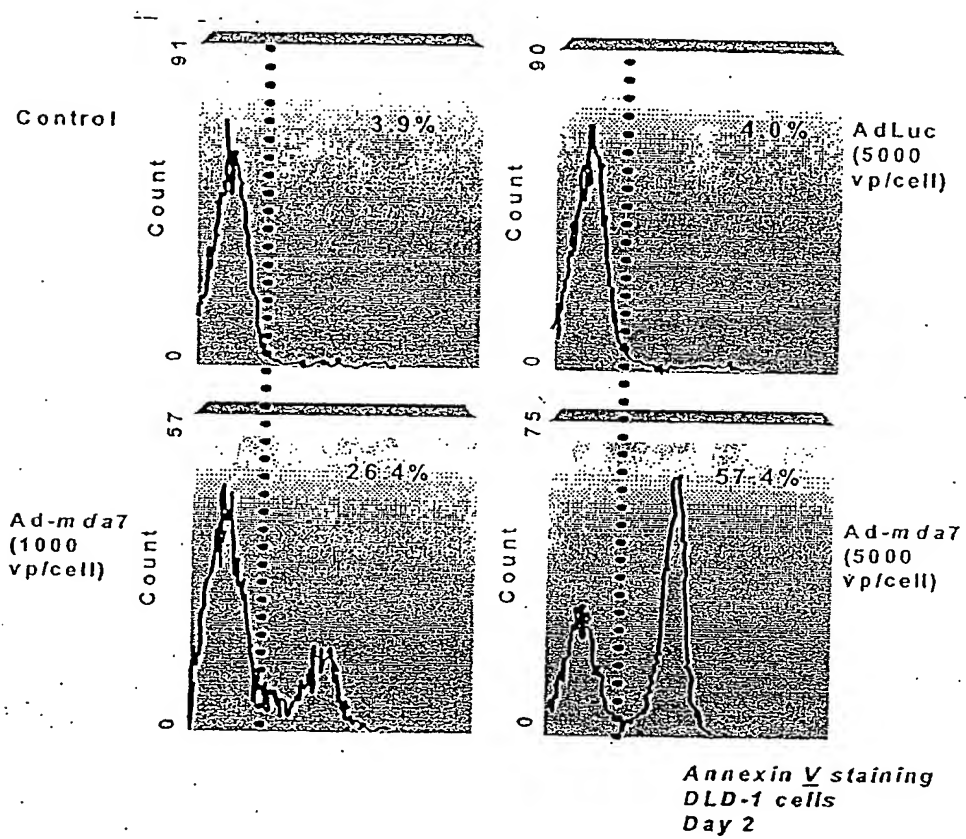 91
Control
3.9%
Count
0
90
4.0%
AdLuc
(5000
vp/cell)
Count
0
57
26.4%
Ad-mda7
(1000
vp/cell)
Count
0
75
57.4%
Ad-mda7
(5000
vp/cell)
Count
0
Annexin V staining
DLD-1 cells
Day 2